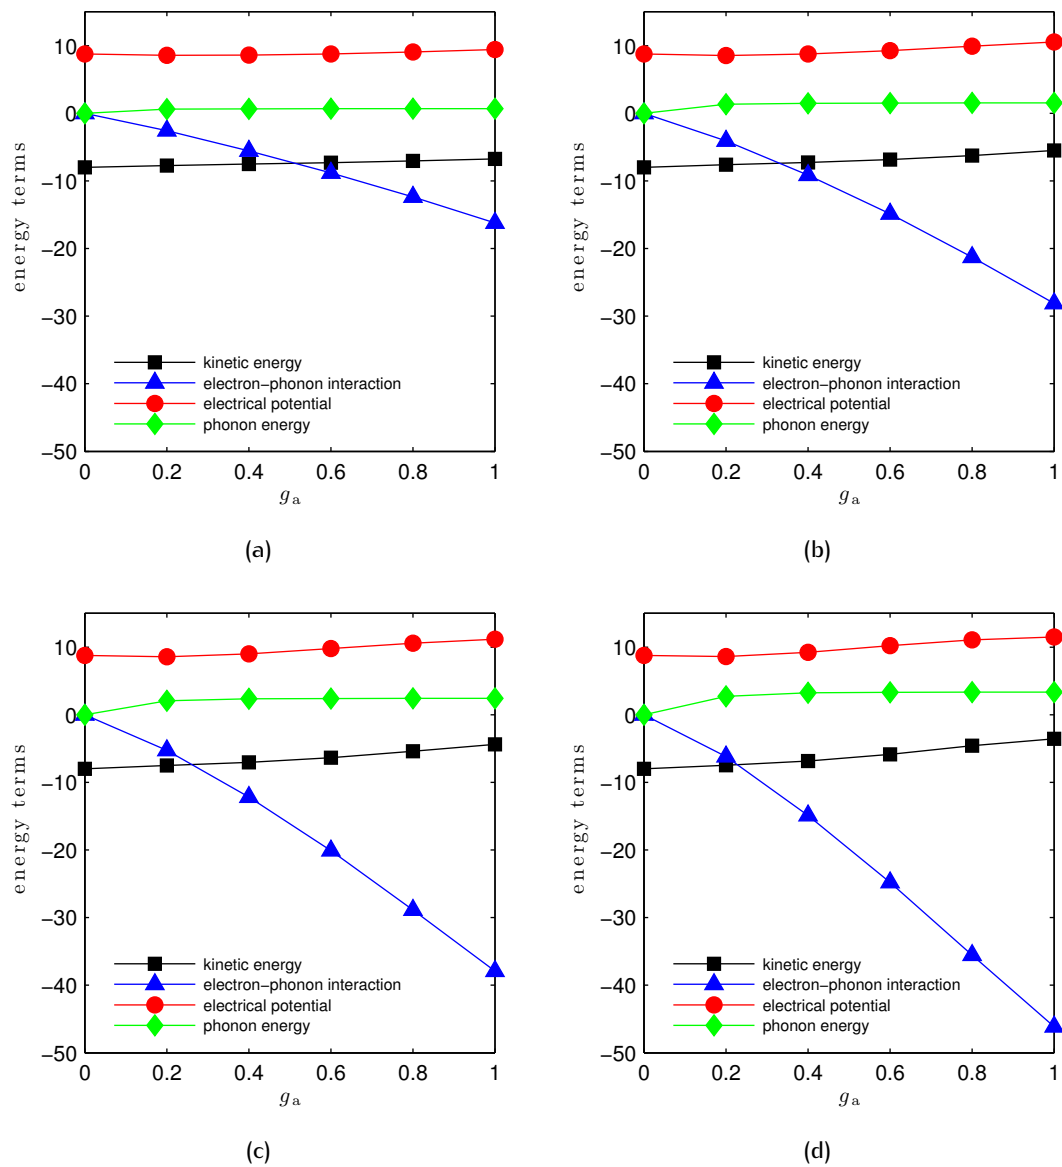 10
0
−10
−20
−30
−40
−50
energy terms
kinetic energy
electron−phonon interaction
electrical potential
phonon energy
0 0.2 0.4 0.6 0.8 1
g a
(a)
10
0
−10
−20
−30
−40
−50
energy terms
kinetic energy
electron−phonon interaction
electrical potential
phonon energy
0 0.2 0.4 0.6 0.8 1
g a
(b)
10
0
−10
−20
−30
−40
−50
energy terms
kinetic energy
electron−phonon interaction
electrical potential
phonon energy
0 0.2 0.4 0.6 0.8 1
g a
(c)
10
0
−10
−20
−30
−40
−50
energy terms
kinetic energy
electron−phonon interaction
electrical potential
phonon energy
0 0.2 0.4 0.6 0.8 1
g a
(d)